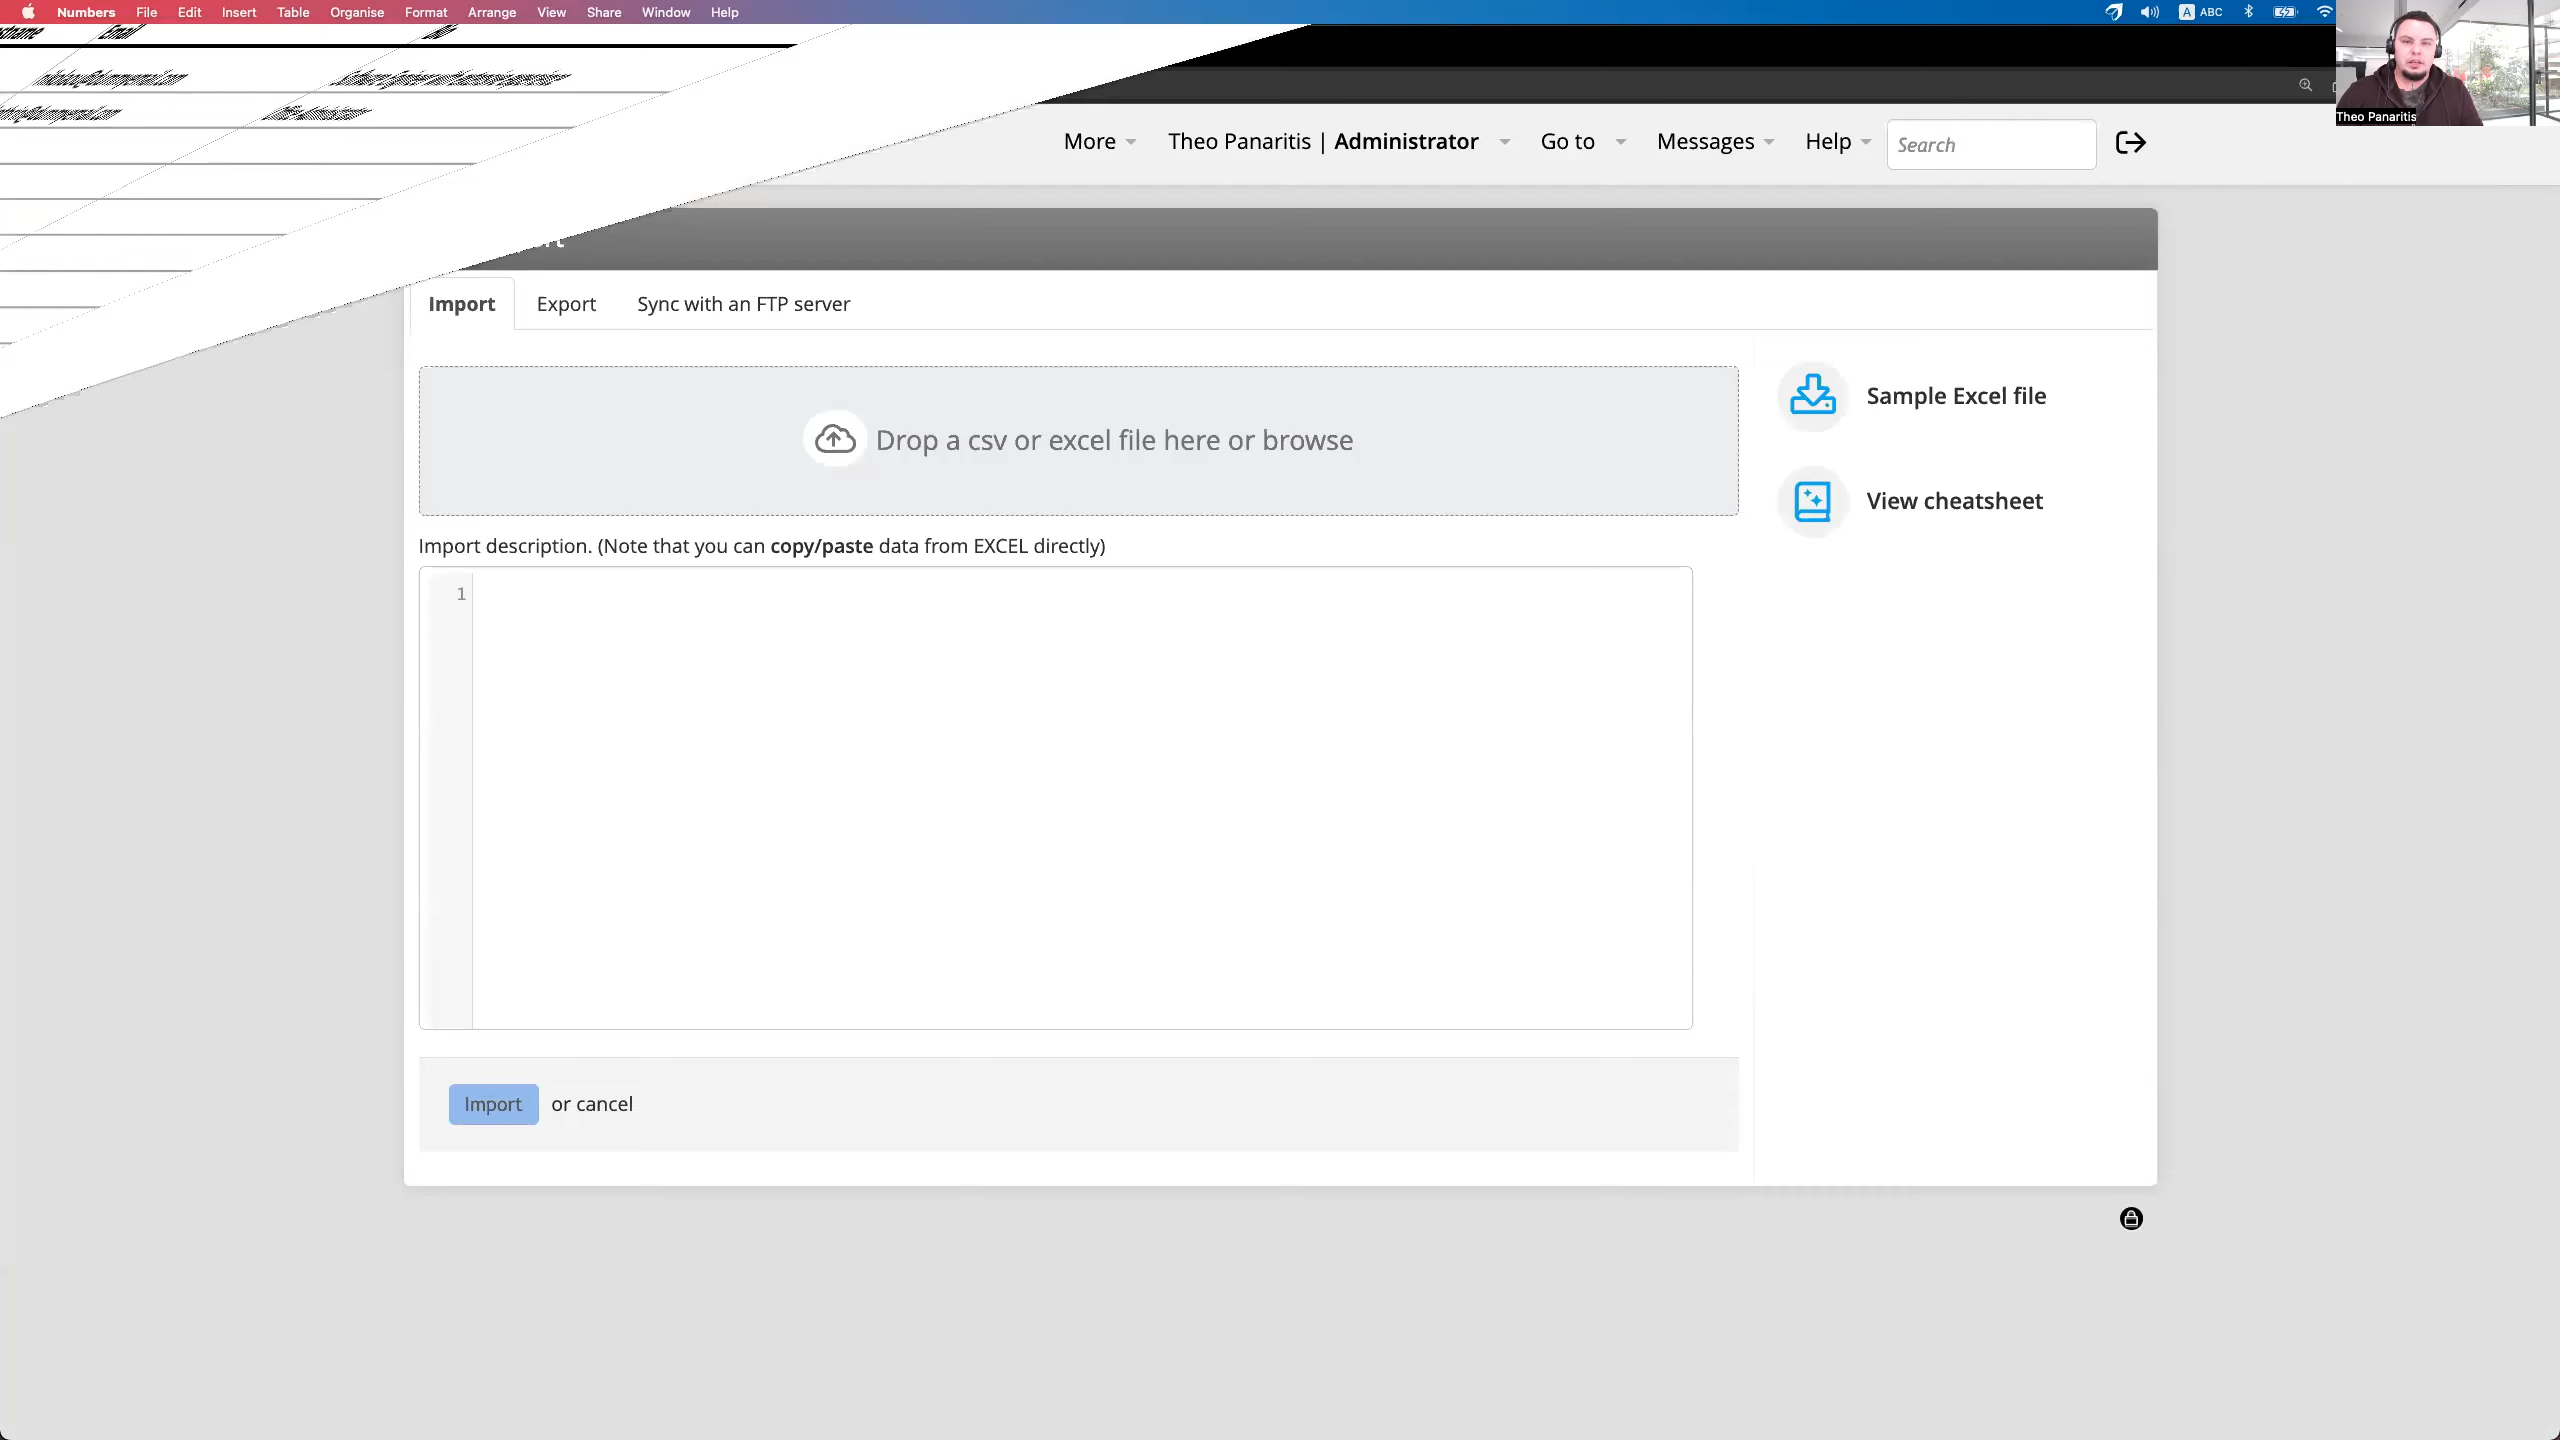 Numbers File Edit Insert Table Organise Format Arrange View Share Window Help
A ABC
Email
Theo Panaritis
More Theo Panaritis | Administrator Go to Messages Help Search
Import Export Sync with an FTP server
Drop a csv or excel file here or browse
Sample Excel file
View cheatsheet
Import description. (Note that you can copy/paste data from EXCEL directly)
1
Import or cancel